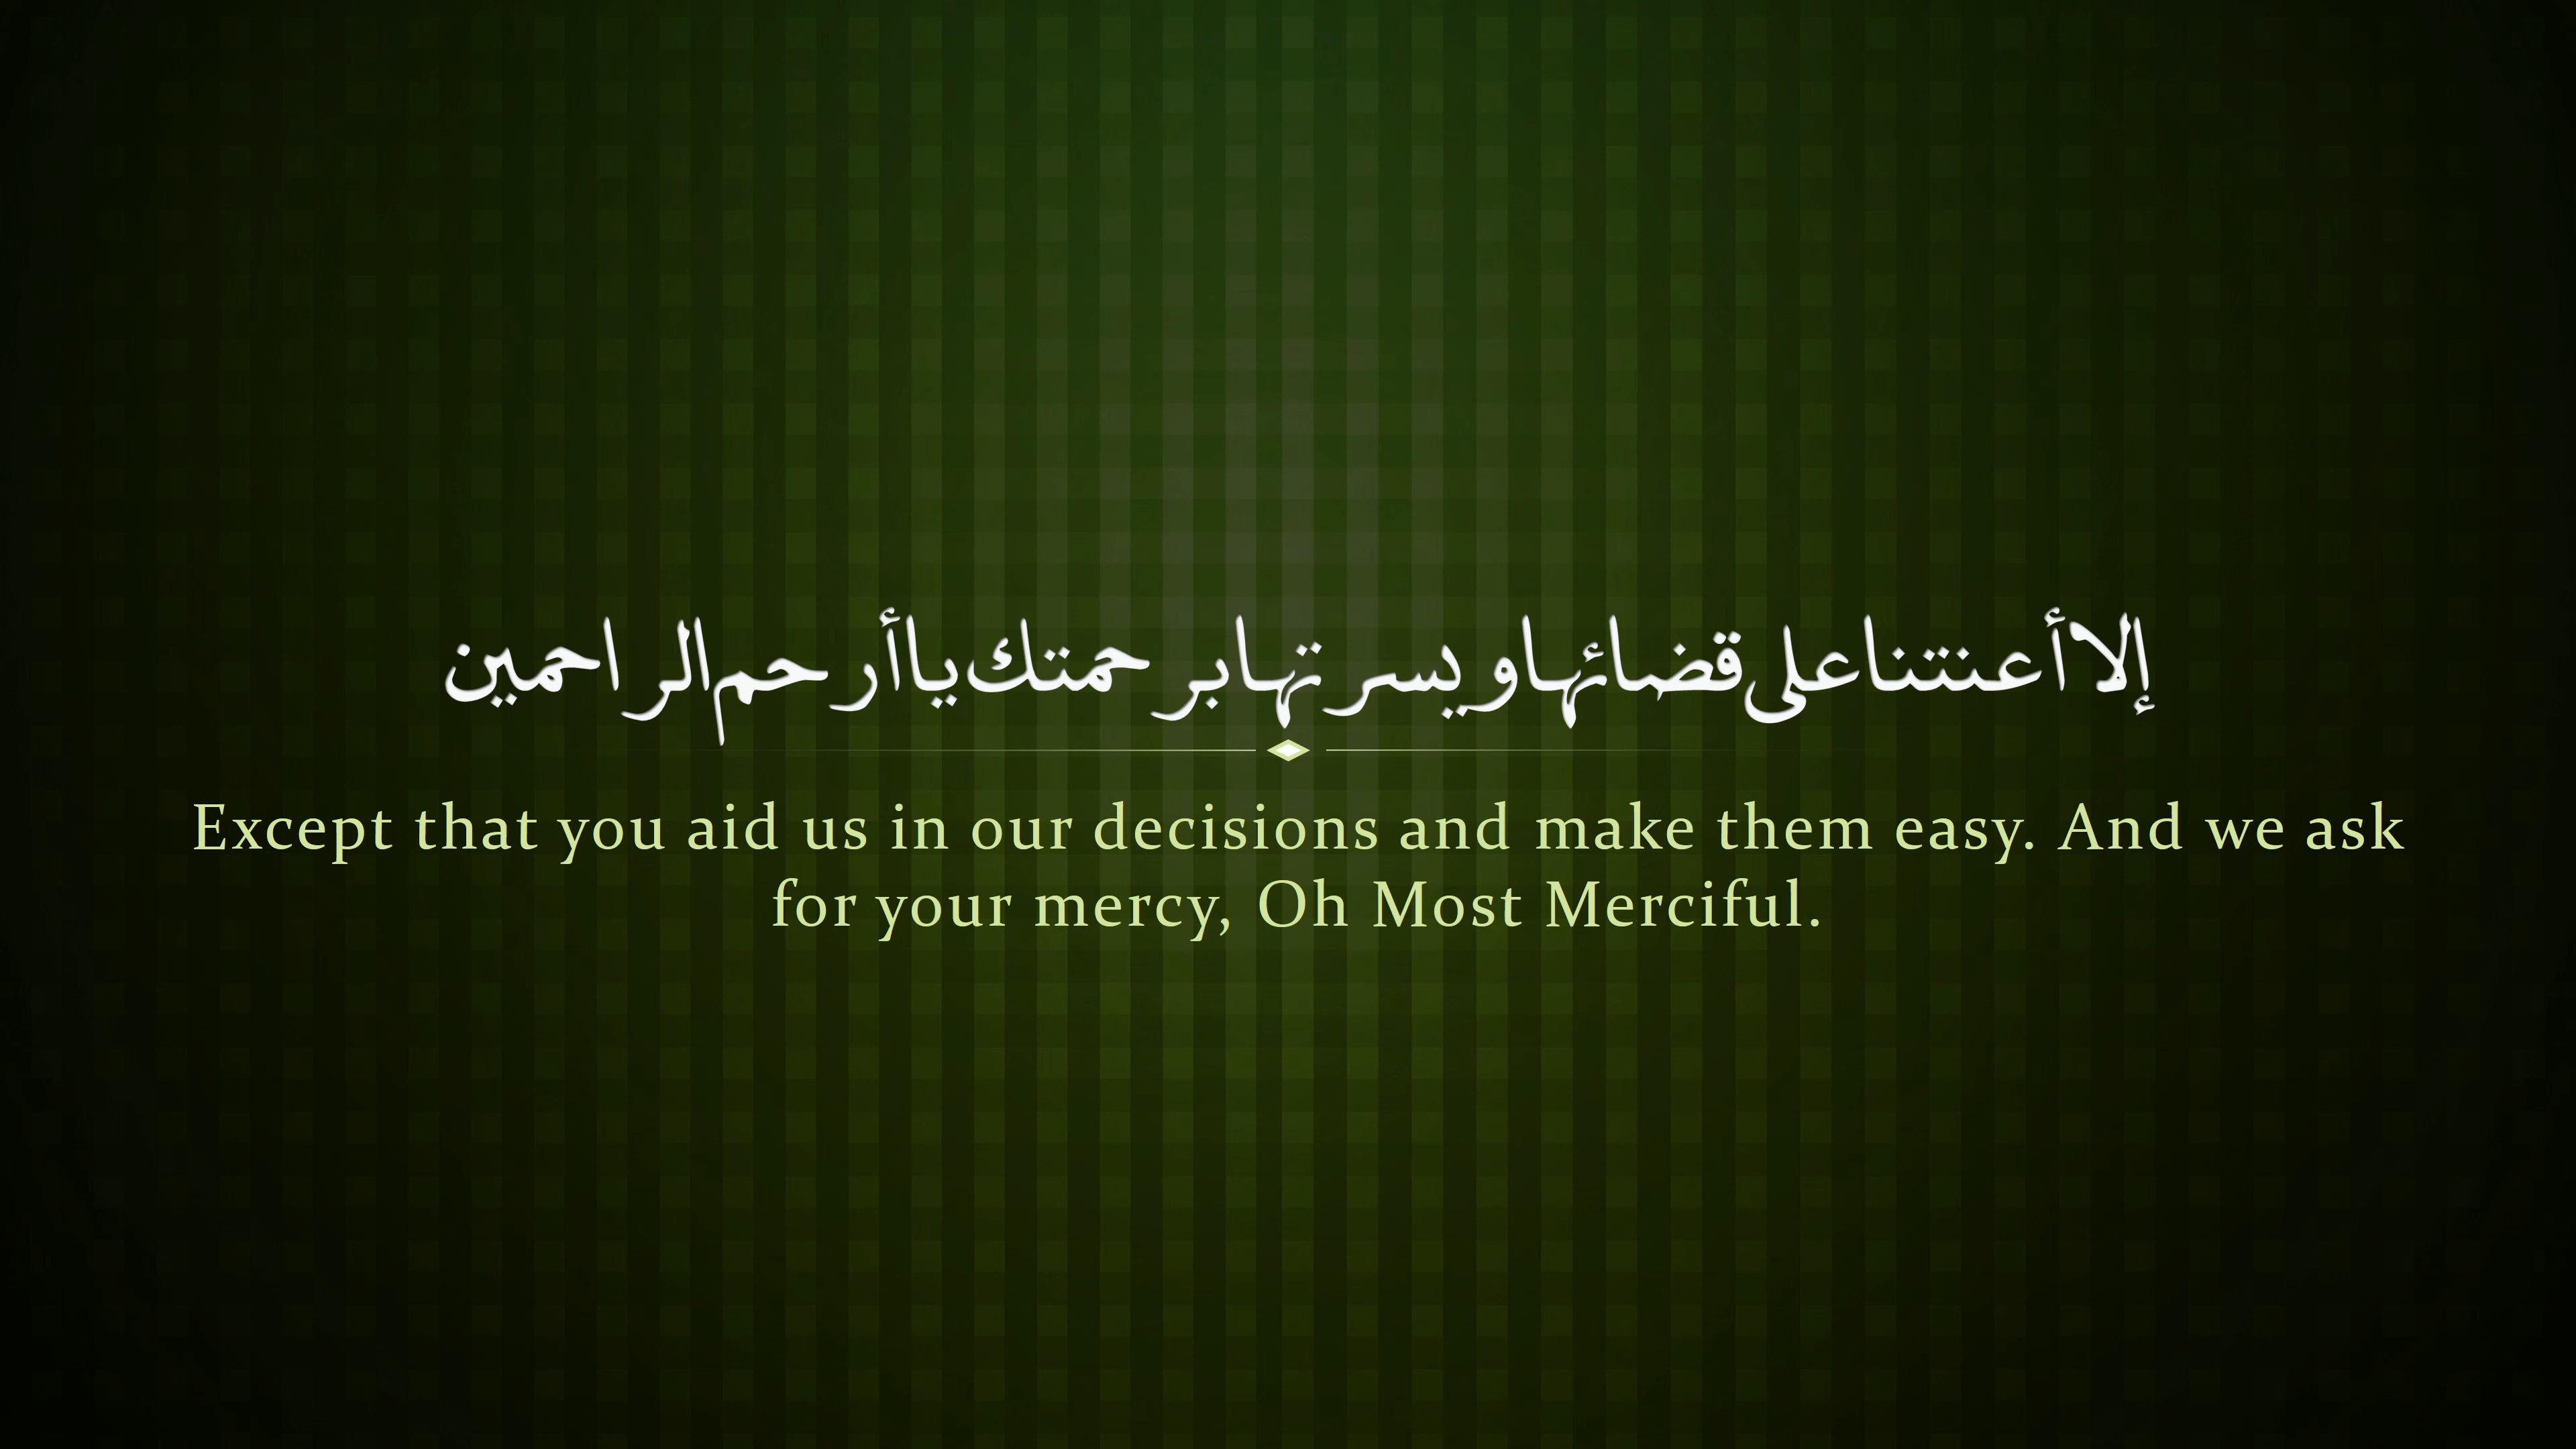 إلا أعنتنا على قضائها ويسرتها برحمتك يا أرحم الراحمين
Except that you aid us in our decisions and make them easy. And we ask
for your mercy, Oh Most Merciful.